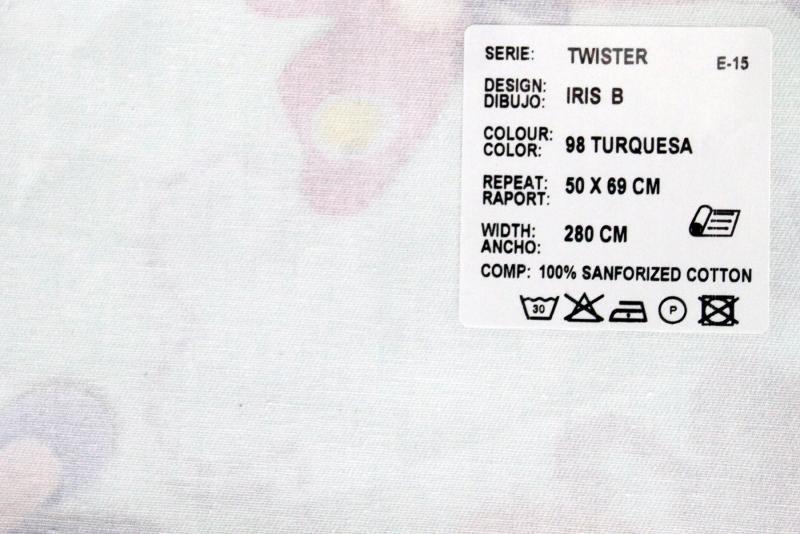 SERIE: TWISTER E-15
DESIGN:
DIBUJO: IRIS B
COLOUR:
COLOR: 98 TURQUESA
REPEAT: 50 X 69 CM
RAPORT:
WIDTH: 280 CM
ANCHO:
COMP: 100% SANFORIZED COTTON
30 P